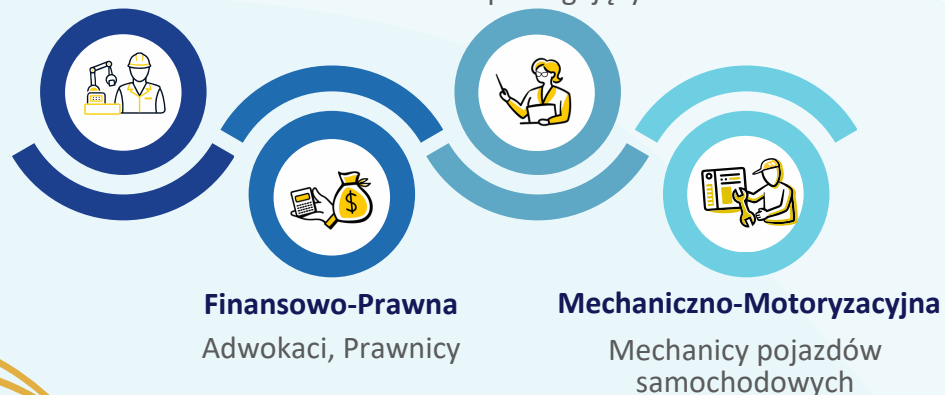 Finansowo-Prawna
Adwokaci, Prawnicy
Mechaniczno-Motoryzacyjna
Mechanicy pojazdów
samochodowych